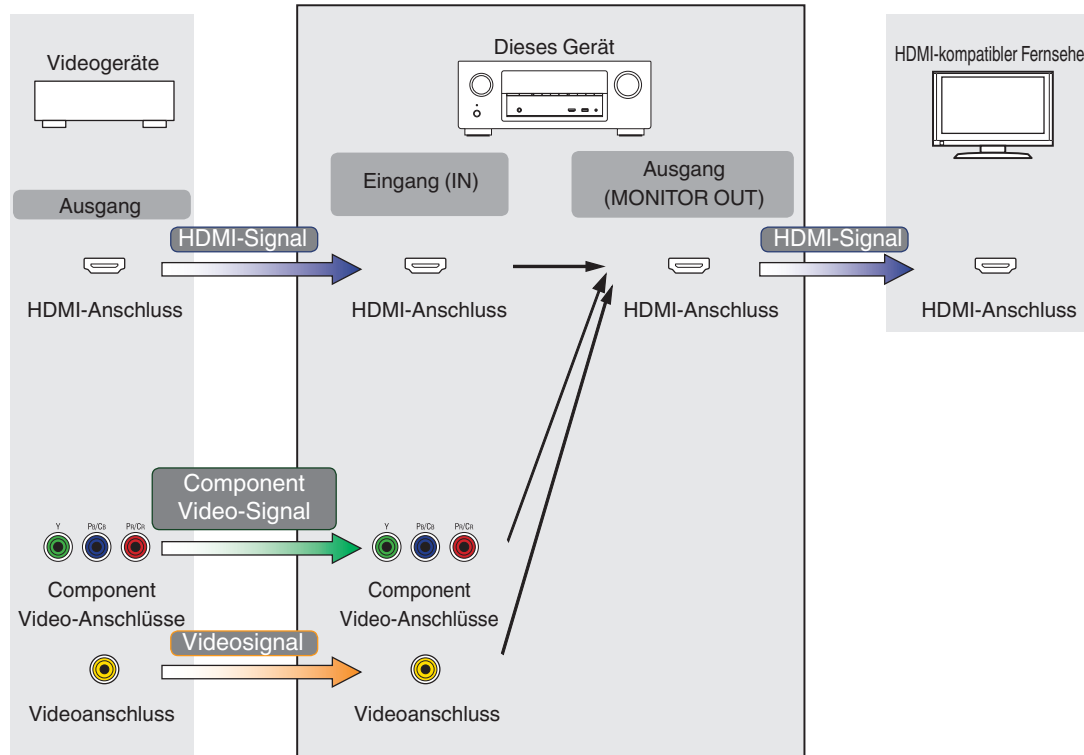 Videogeräte
Dieses Gerät
HDMI-kompatibler Fernsehe
Ausgang
Eingang (IN)
Ausgang
(MONITOR OUT)
HDMI-Signal
HDMI-Signal
HDMI-Anschluss
HDMI-Anschluss
HDMI-Anschluss
HDMI-Anschluss
Component
Video-Signal
Y PB/CB PR/CR
Y PB/CB PR/CR
Component
Video-Anschlüsse
Component
Video-Anschlüsse
Videosignal
Videoanschluss
Videoanschluss